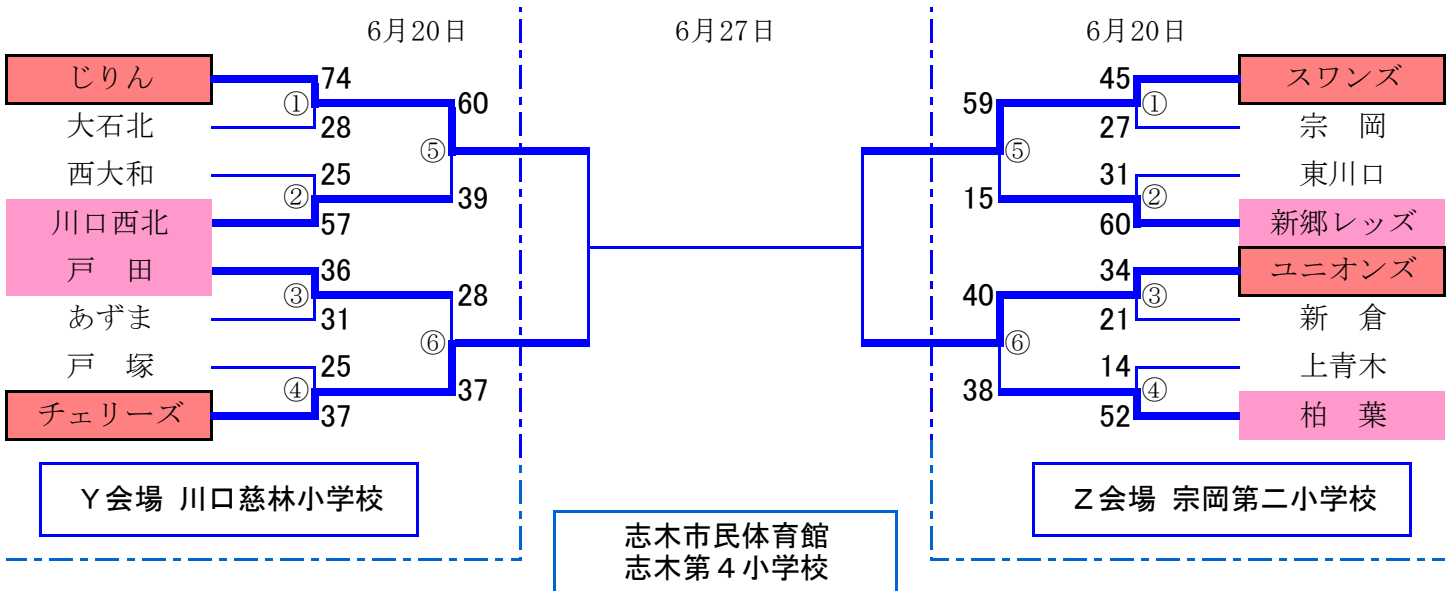 6月20日 6月27日 6月20日
じりん 74 45 スワンズ
① 60 59 ①
大石北 28 27 宗　岡
⑤ ⑤
西大和 25 31 東川口
② 39 15 ②
川口西北 57 60 新郷レッズ
戸　田 36 34 ユニオンズ
③ 28 40 ③
あずま 31 21 新　倉
⑥ ⑥
戸　塚 25 14 上青木
④ 37 38 ④
チェリーズ 37 52 柏　葉
Ｙ会場 川口慈林小学校 Ｚ会場 宗岡第二小学校
志木市民体育館
志木第４小学校